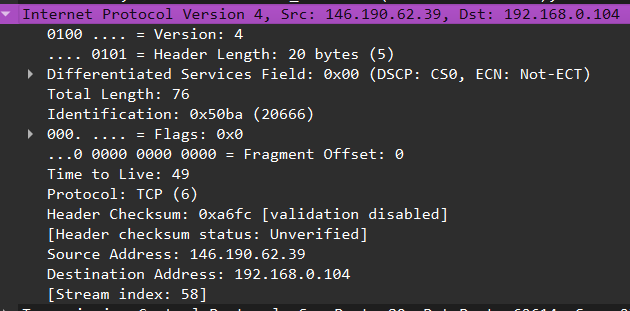 Internet Protocol Version 4, Src: 146.190.62.39, Dst: 192.168.0.104
0100 .... = Version: 4
.... 0101 = Header Length: 20 bytes (5)
Differentiated Services Field: 0x00 (DSCP: CS0, ECN: Not-ECT)
Total Length: 76
Identification: 0x50ba (20666)
000. .... = Flags: 0x0
...0 0000 0000 0000 = Fragment Offset: 0
Time to Live: 49
Protocol: TCP (6)
Header Checksum: 0xa6fc [validation disabled]
[Header checksum status: Unverified]
Source Address: 146.190.62.39
Destination Address: 192.168.0.104
[Stream index: 58]